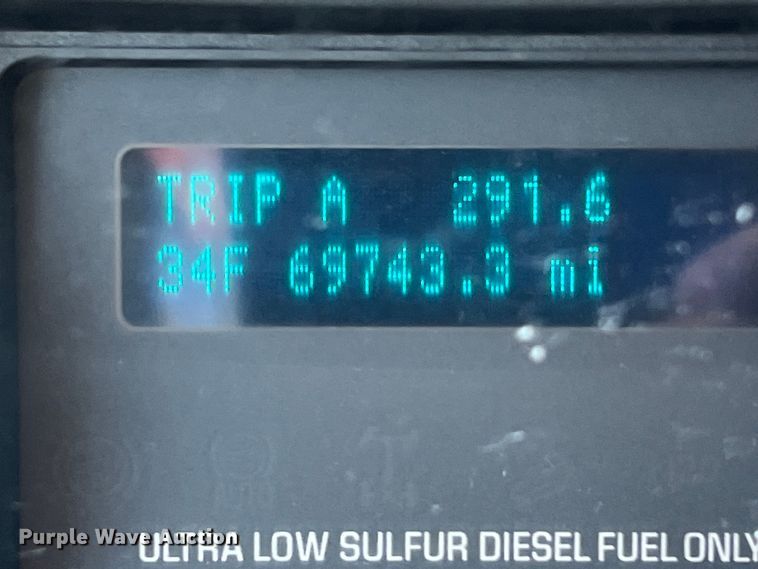 TRIP A 291.6
34F 69743.3 mi
Purple Wave Auction
ULTRA LOW SULFUR DIESEL FUEL ONLY